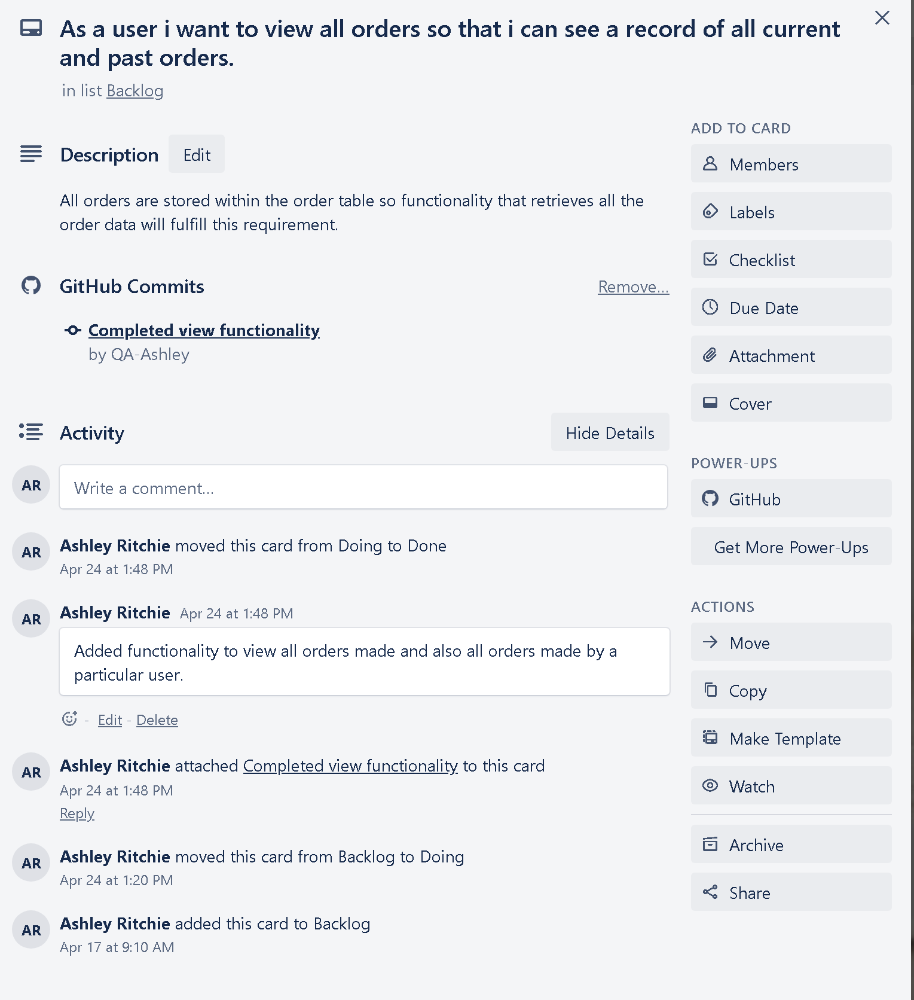 As a user i want to view all orders so that i can see a record of all current
and past orders.
in list Backlog
Description
Edit
All orders are stored within the order table so functionality that retrieves all the
order data will fulfill this requirement.
GitHub Commits
Remove...
Completed view functionality
by QA-Ashley
Activity
Hide Details
AR
Write a comment...
AR
Ashley Ritchie moved this card from Doing to Done
Apr 24 at 1:48 PM
AR
Ashley Ritchie Apr 24 at 1:48 PM
Added functionality to view all orders made and also all orders made by a
particular user.
- Edit - Delete
AR
Ashley Ritchie attached Completed view functionality to this card
Apr 24 at 1:48 PM
Reply
AR
Ashley Ritchie moved this card from Backlog to Doing
Apr 24 at 1:20 PM
AR
Ashley Ritchie added this card to Backlog
Apr 17 at 9:10 AM
ADD TO CARD
Members
Labels
Checklist
Due Date
Attachment
Cover
POWER-UPS
GitHub
Get More Power-Ups
ACTIONS
Move
Copy
Make Template
Watch
Archive
Share